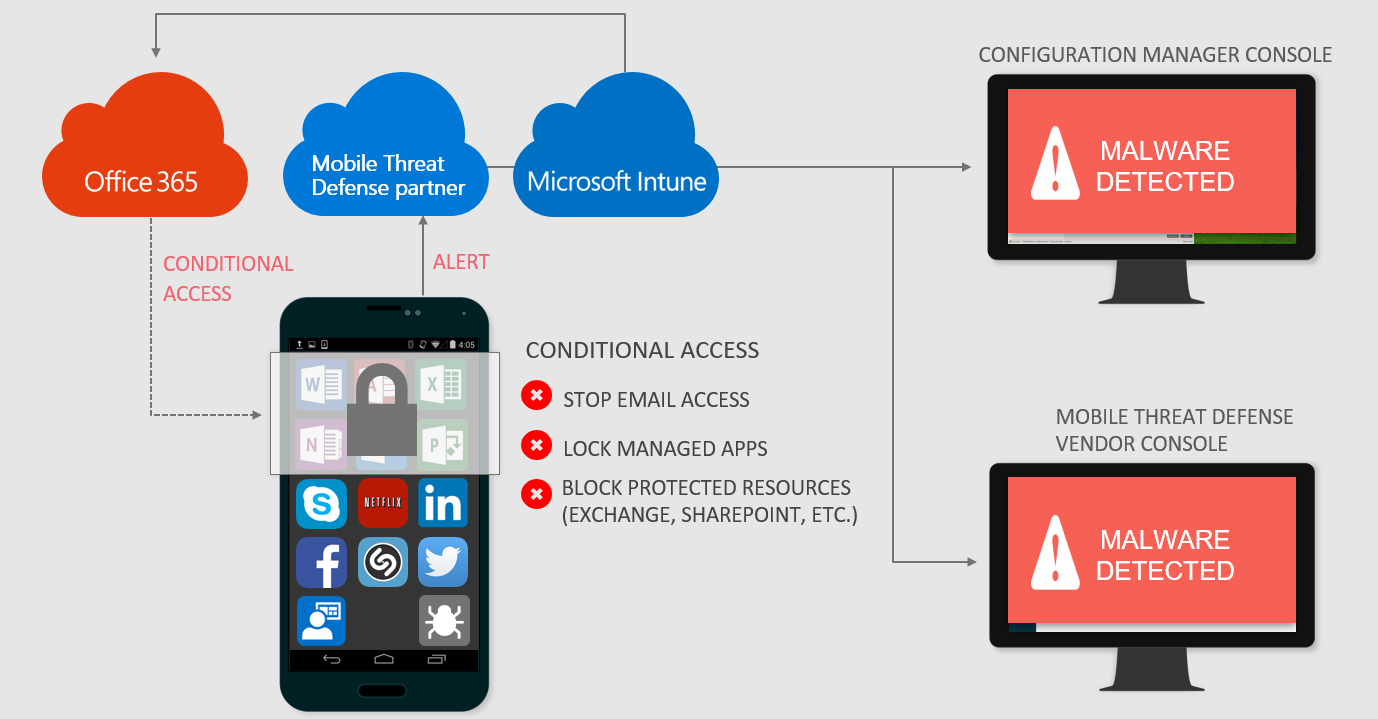 CONFIGURATION MANAGER CONSOLE
Office 365
Mobile Threat
Defense partner
Microsoft Intune
MALWARE
DETECTED
CONDITIONAL
ACCESS
ALERT
4:05
W
A
X
N
P
S
NETFLIX
in
f
CONDITIONAL ACCESS
STOP EMAIL ACCESS
LOCK MANAGED APPS
BLOCK PROTECTED RESOURCES
(EXCHANGE, SHAREPOINT, ETC.)
MOBILE THREAT DEFENSE
VENDOR CONSOLE
MALWARE
DETECTED